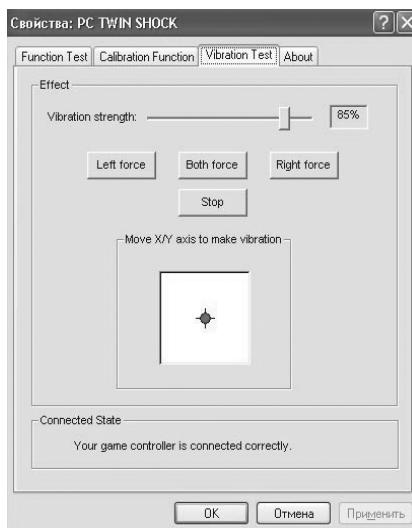 Свойства: PC TWIN SHOCK
Function Test Calibration Function Vibration Test About
Effect
Vibration strength: 85%
Left force Both force Right force
Stop
Move X/Y axis to make vibration
Connected State
Your game controller is connected correctly.
OK Отмена Применить